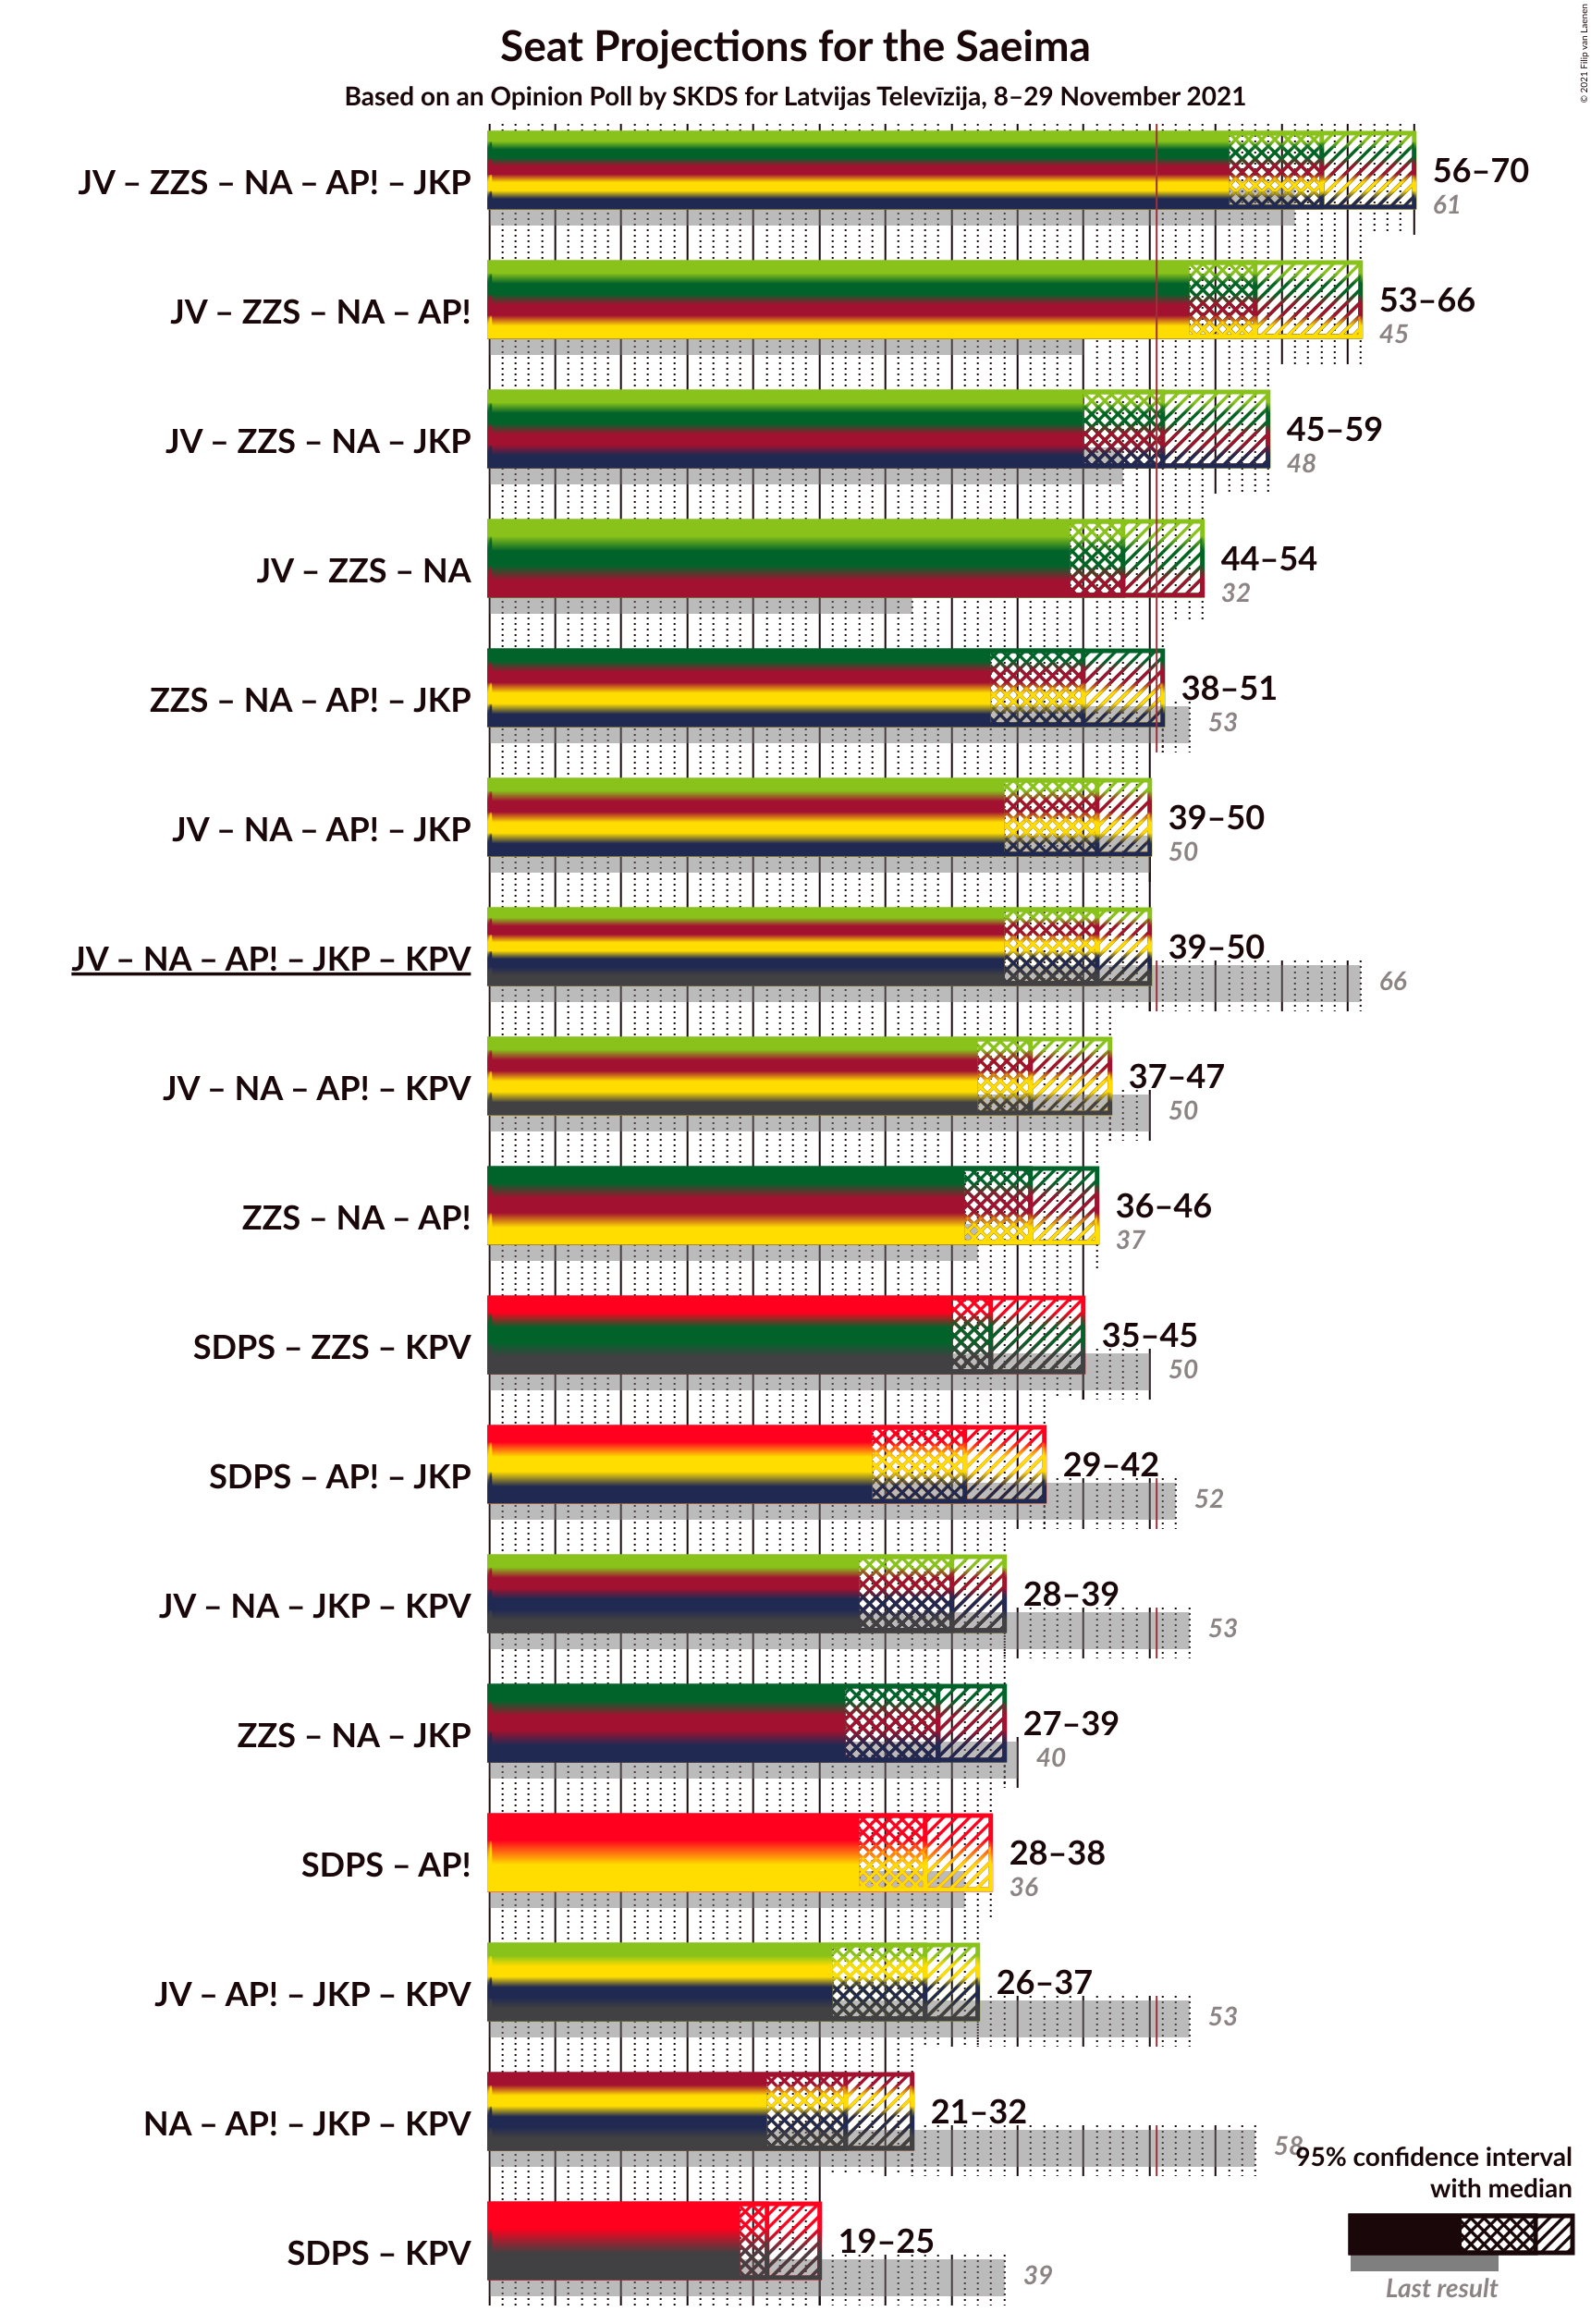 Seat Projections for the Saeima
Based on an Opinion Poll by SKDS for Latvijas Televīzija, 8–29 November 2021
© 2021 Filip van Laenen
JV – ZZS – NA – AP! – JKP
56–70
61
JV – ZZS – NA – AP!
53–66
45
JV – ZZS – NA – JKP
45–59
48
JV – ZZS – NA
44–54
32
ZZS – NA – AP! – JKP
38–51
53
JV – NA – AP! – JKP
39–50
50
JV – NA – AP! – JKP – KPV
39–50
66
JV – NA – AP! – KPV
37–47
50
ZZS – NA – AP!
36–46
37
SDPS – ZZS – KPV
35–45
50
SDPS – AP! – JKP
29–42
52
JV – NA – JKP – KPV
28–39
53
ZZS – NA – JKP
27–39
40
SDPS – AP!
28–38
36
JV – AP! – JKP – KPV
26–37
53
NA – AP! – JKP – KPV
21–32
58
SDPS – KPV
19–25
39
95% confidence interval
with median
Last result